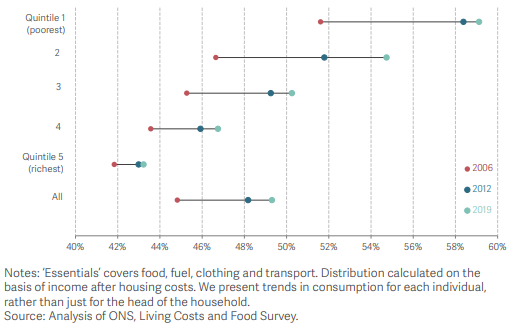 Quintile 1
(poorest)
2
3
4
Quintile 5
(richest)
All
2006
2012
2019
40%
42%
44%
46%
48%
50%
52%
54%
56%
58%
60%
Notes: ‘Essentials’ covers food, fuel, clothing and transport. Distribution calculated on the
basis of income after housing costs. We present trends in consumption for each individual,
rather than just for the head of the household.
Source: Analysis of ONS, Living Costs and Food Survey.